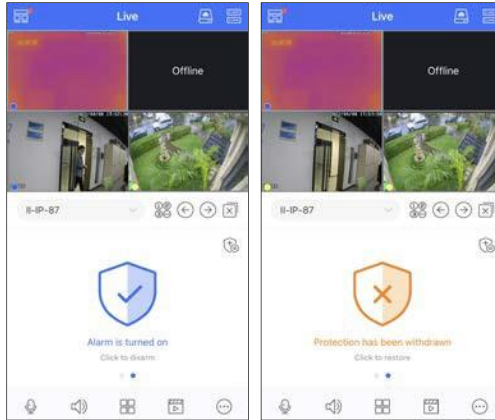 Live
Offline
II-IP-87
Alarm is turned on
Click to disarm
Live
Offline
II-IP-87
Protection has been withdrawn
Click to restore